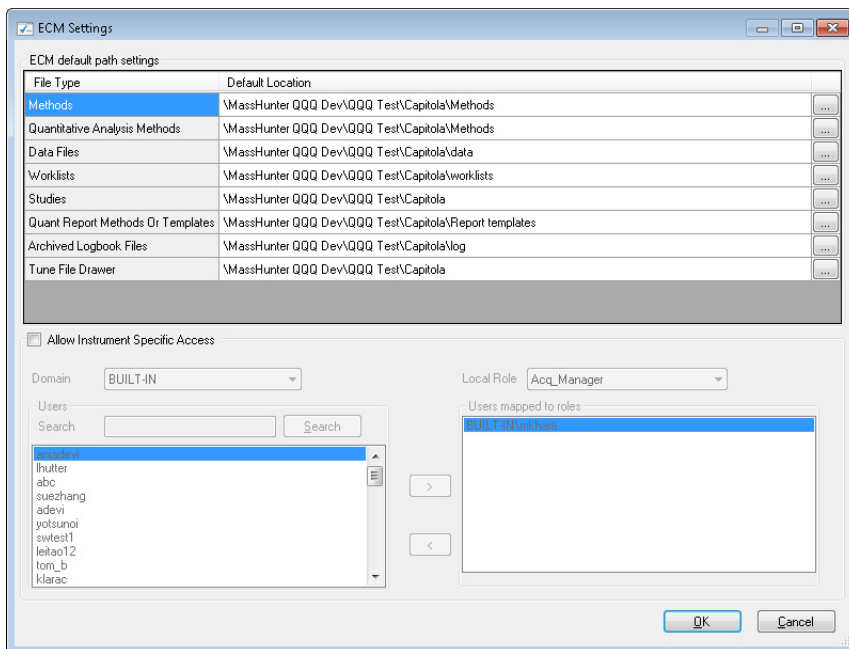 ECM Settings
ECM default path settings
File Type Default Location
Methods \MassHunter QQQ Dev\QQQ Test\Capitola\Methods ...
Quantitative Analysis Methods \MassHunter QQQ Dev\QQQ Test\Capitola\Methods ...
Data Files \MassHunter QQQ Dev\QQQ Test\Capitola\data ...
Worklists \MassHunter QQQ Dev\QQQ Test\Capitola\worklists ...
Studies \MassHunter QQQ Dev\QQQ Test\Capitola ...
Quant Report Methods Or Templates \MassHunter QQQ Dev\QQQ Test\Capitola\Report templates ...
Archived Logbook Files \MassHunter QQQ Dev\QQQ Test\Capitola\log ...
Tune File Drawer \MassHunter QQQ Dev\QQQ Test\Capitola ...
Allow Instrument Specific Access
Domain BUILT-IN Local Role Acq_Manager
Users Users mapped to roles
Search Search BUILT-IN\mkhare
anjadevi
lhutter
abc
suezhang
adevi
yotsunoi
swtest1
leitao12
tom_b
klarac
>
<
OK Cancel